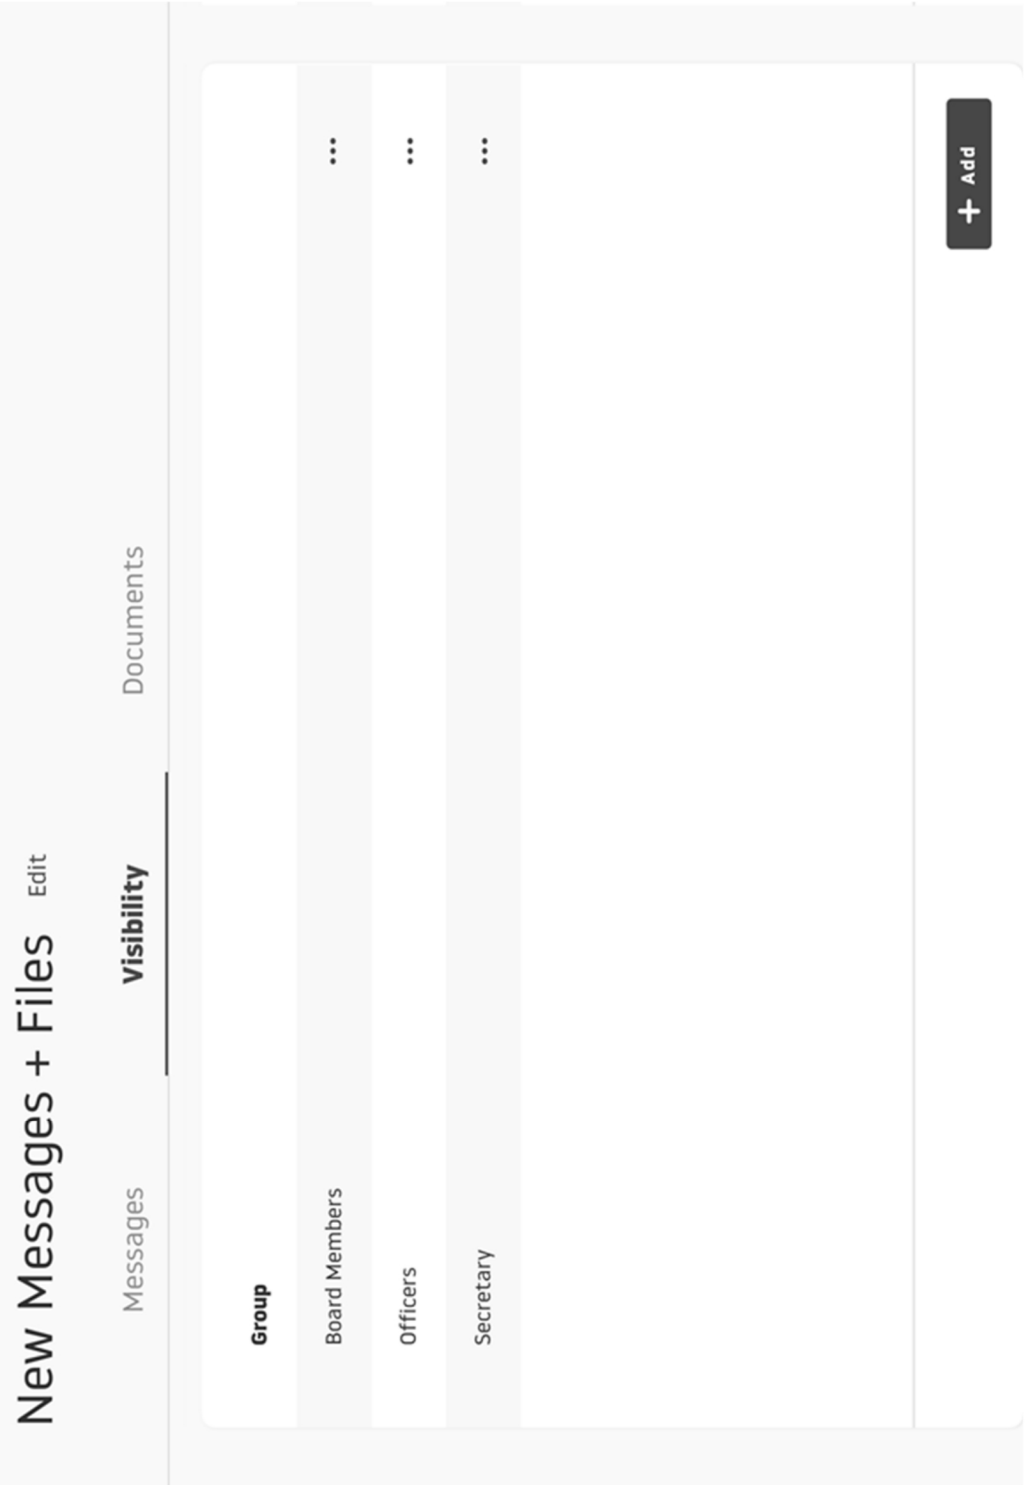 New Messages + Files Edit
Messages Visibility Documents
Group
Board Members
Officers
Secretary
+ Add